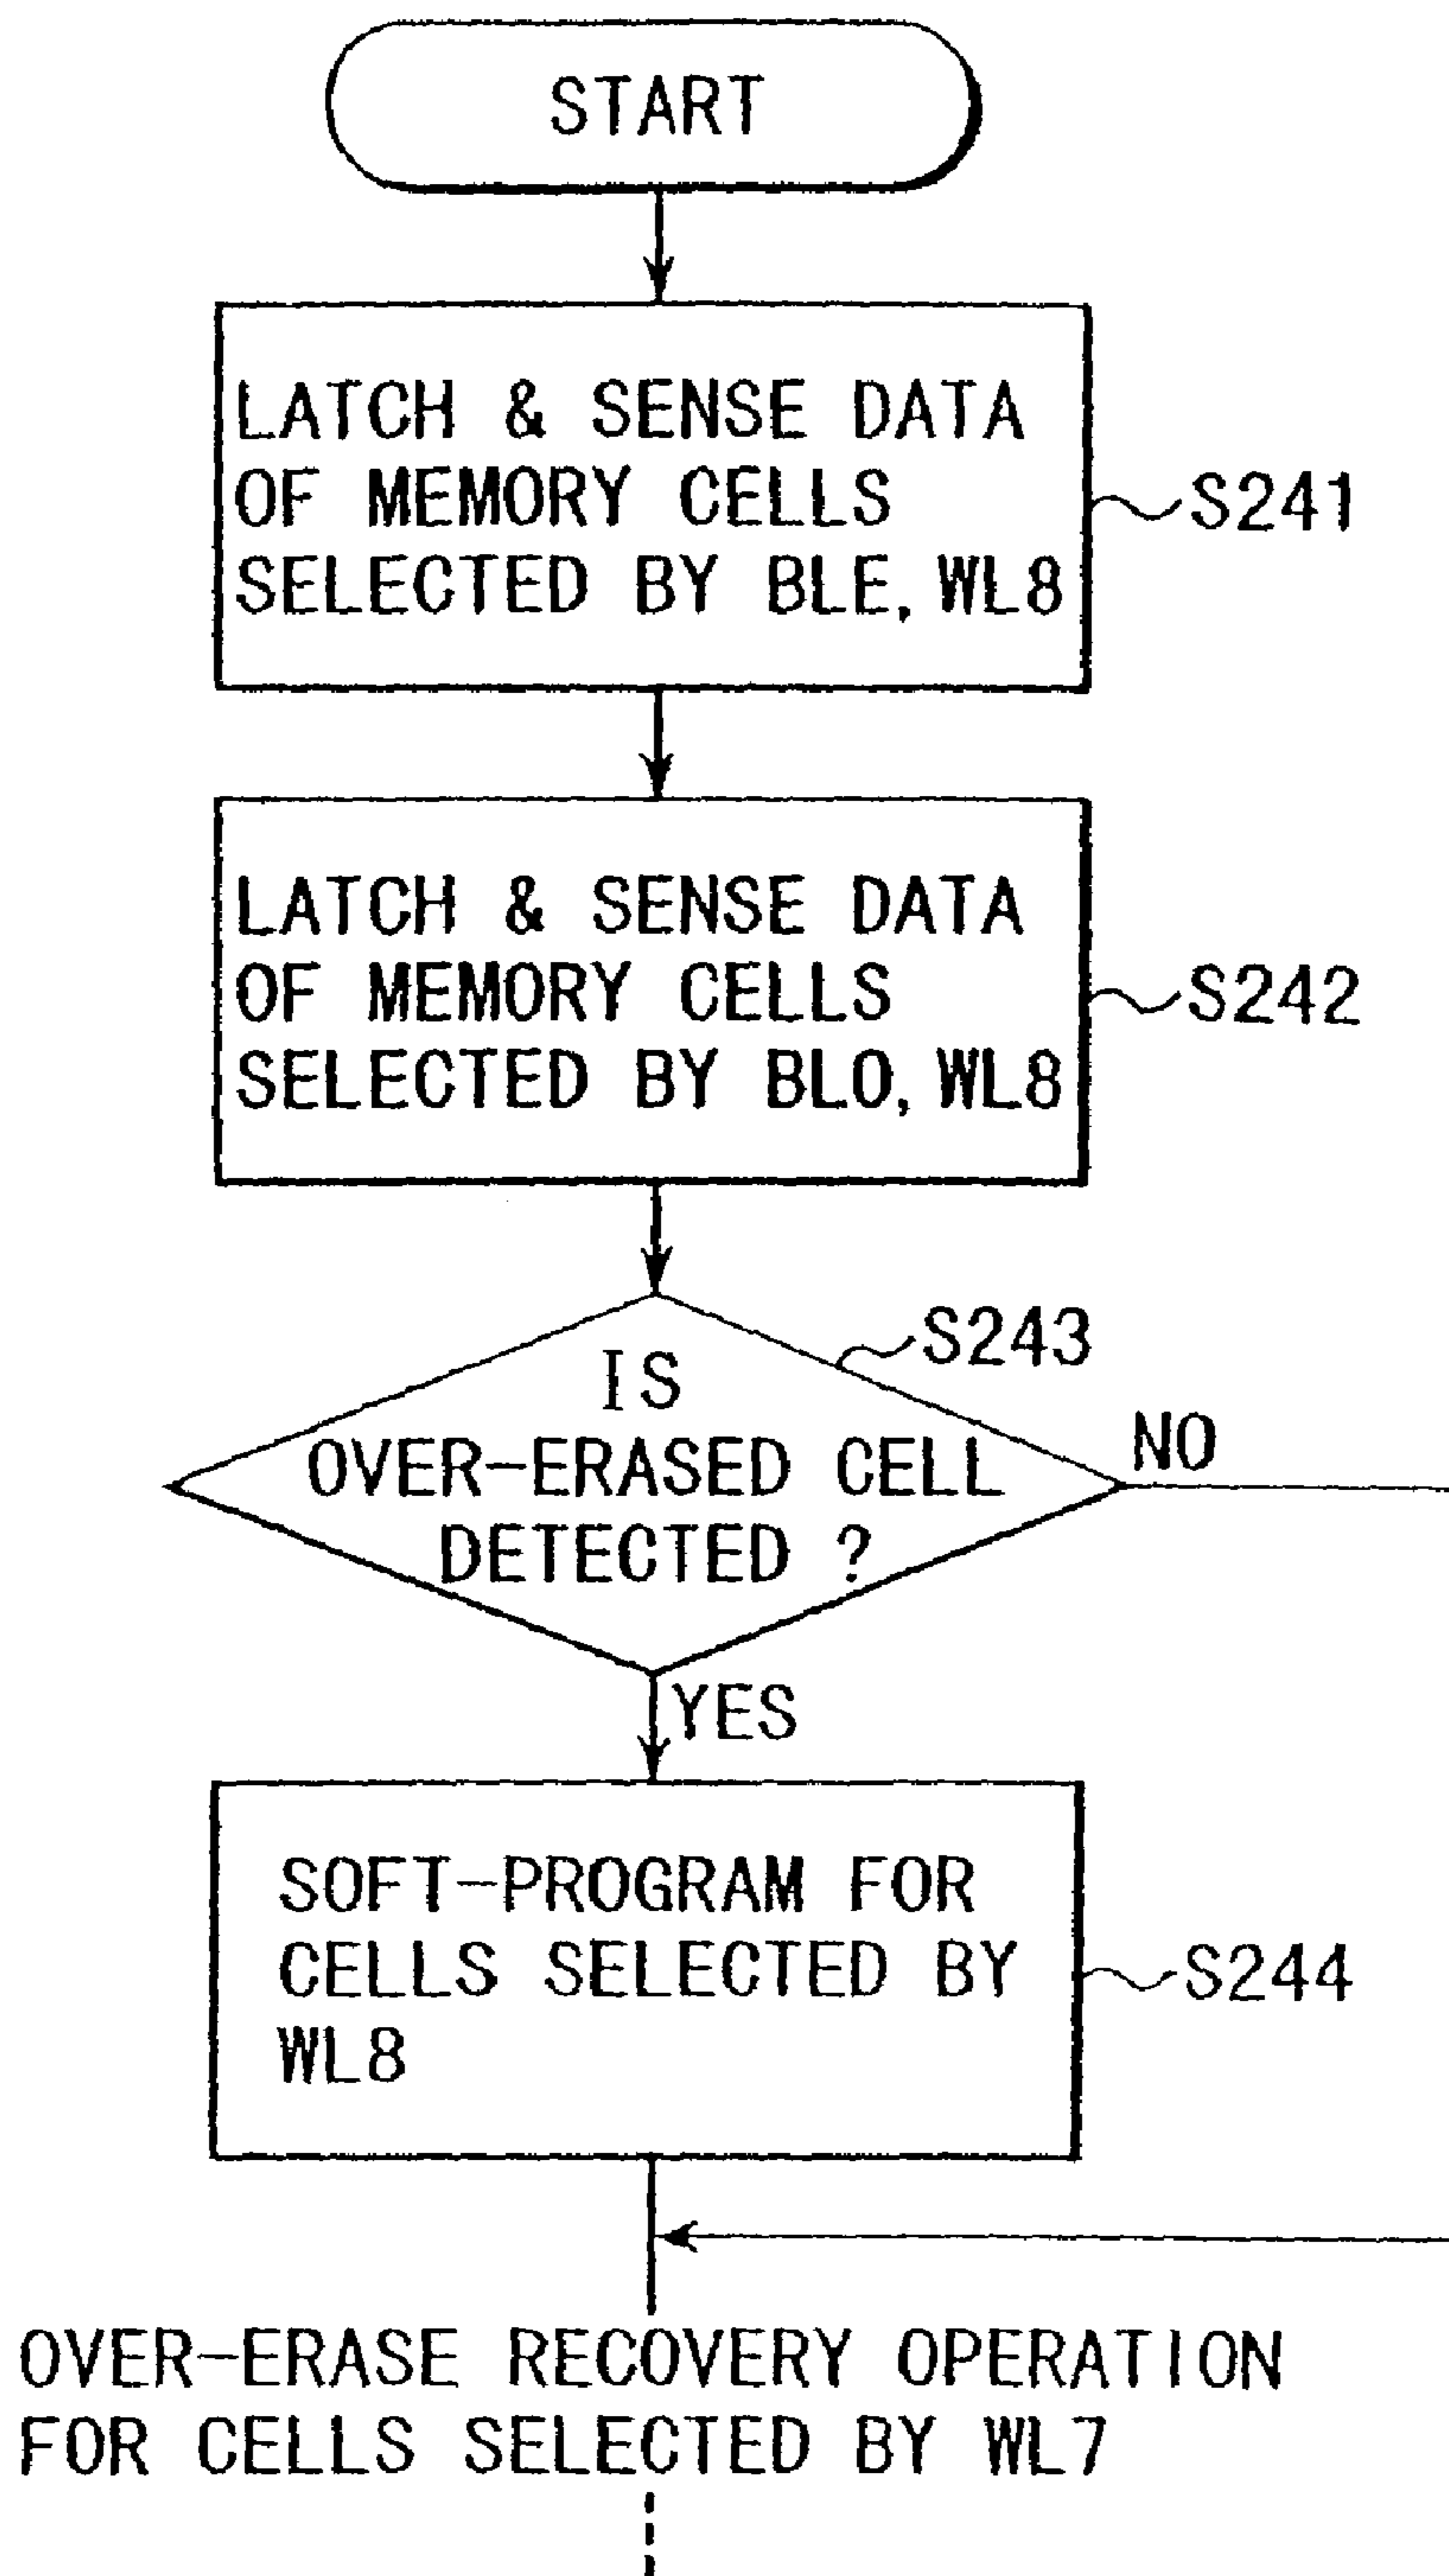 START
LATCH & SENSE DATA
OF MEMORY CELLS
SELECTED BY BLE, WL8
S241
LATCH & SENSE DATA
OF MEMORY CELLS
SELECTED BY BLO, WL8
S242
S243
IS
OVER-ERASED CELL
DETECTED ?
NO
YES
SOFT-PROGRAM FOR
CELLS SELECTED BY
WL8
S244
OVER-ERASE RECOVERY OPERATION
FOR CELLS SELECTED BY WL7